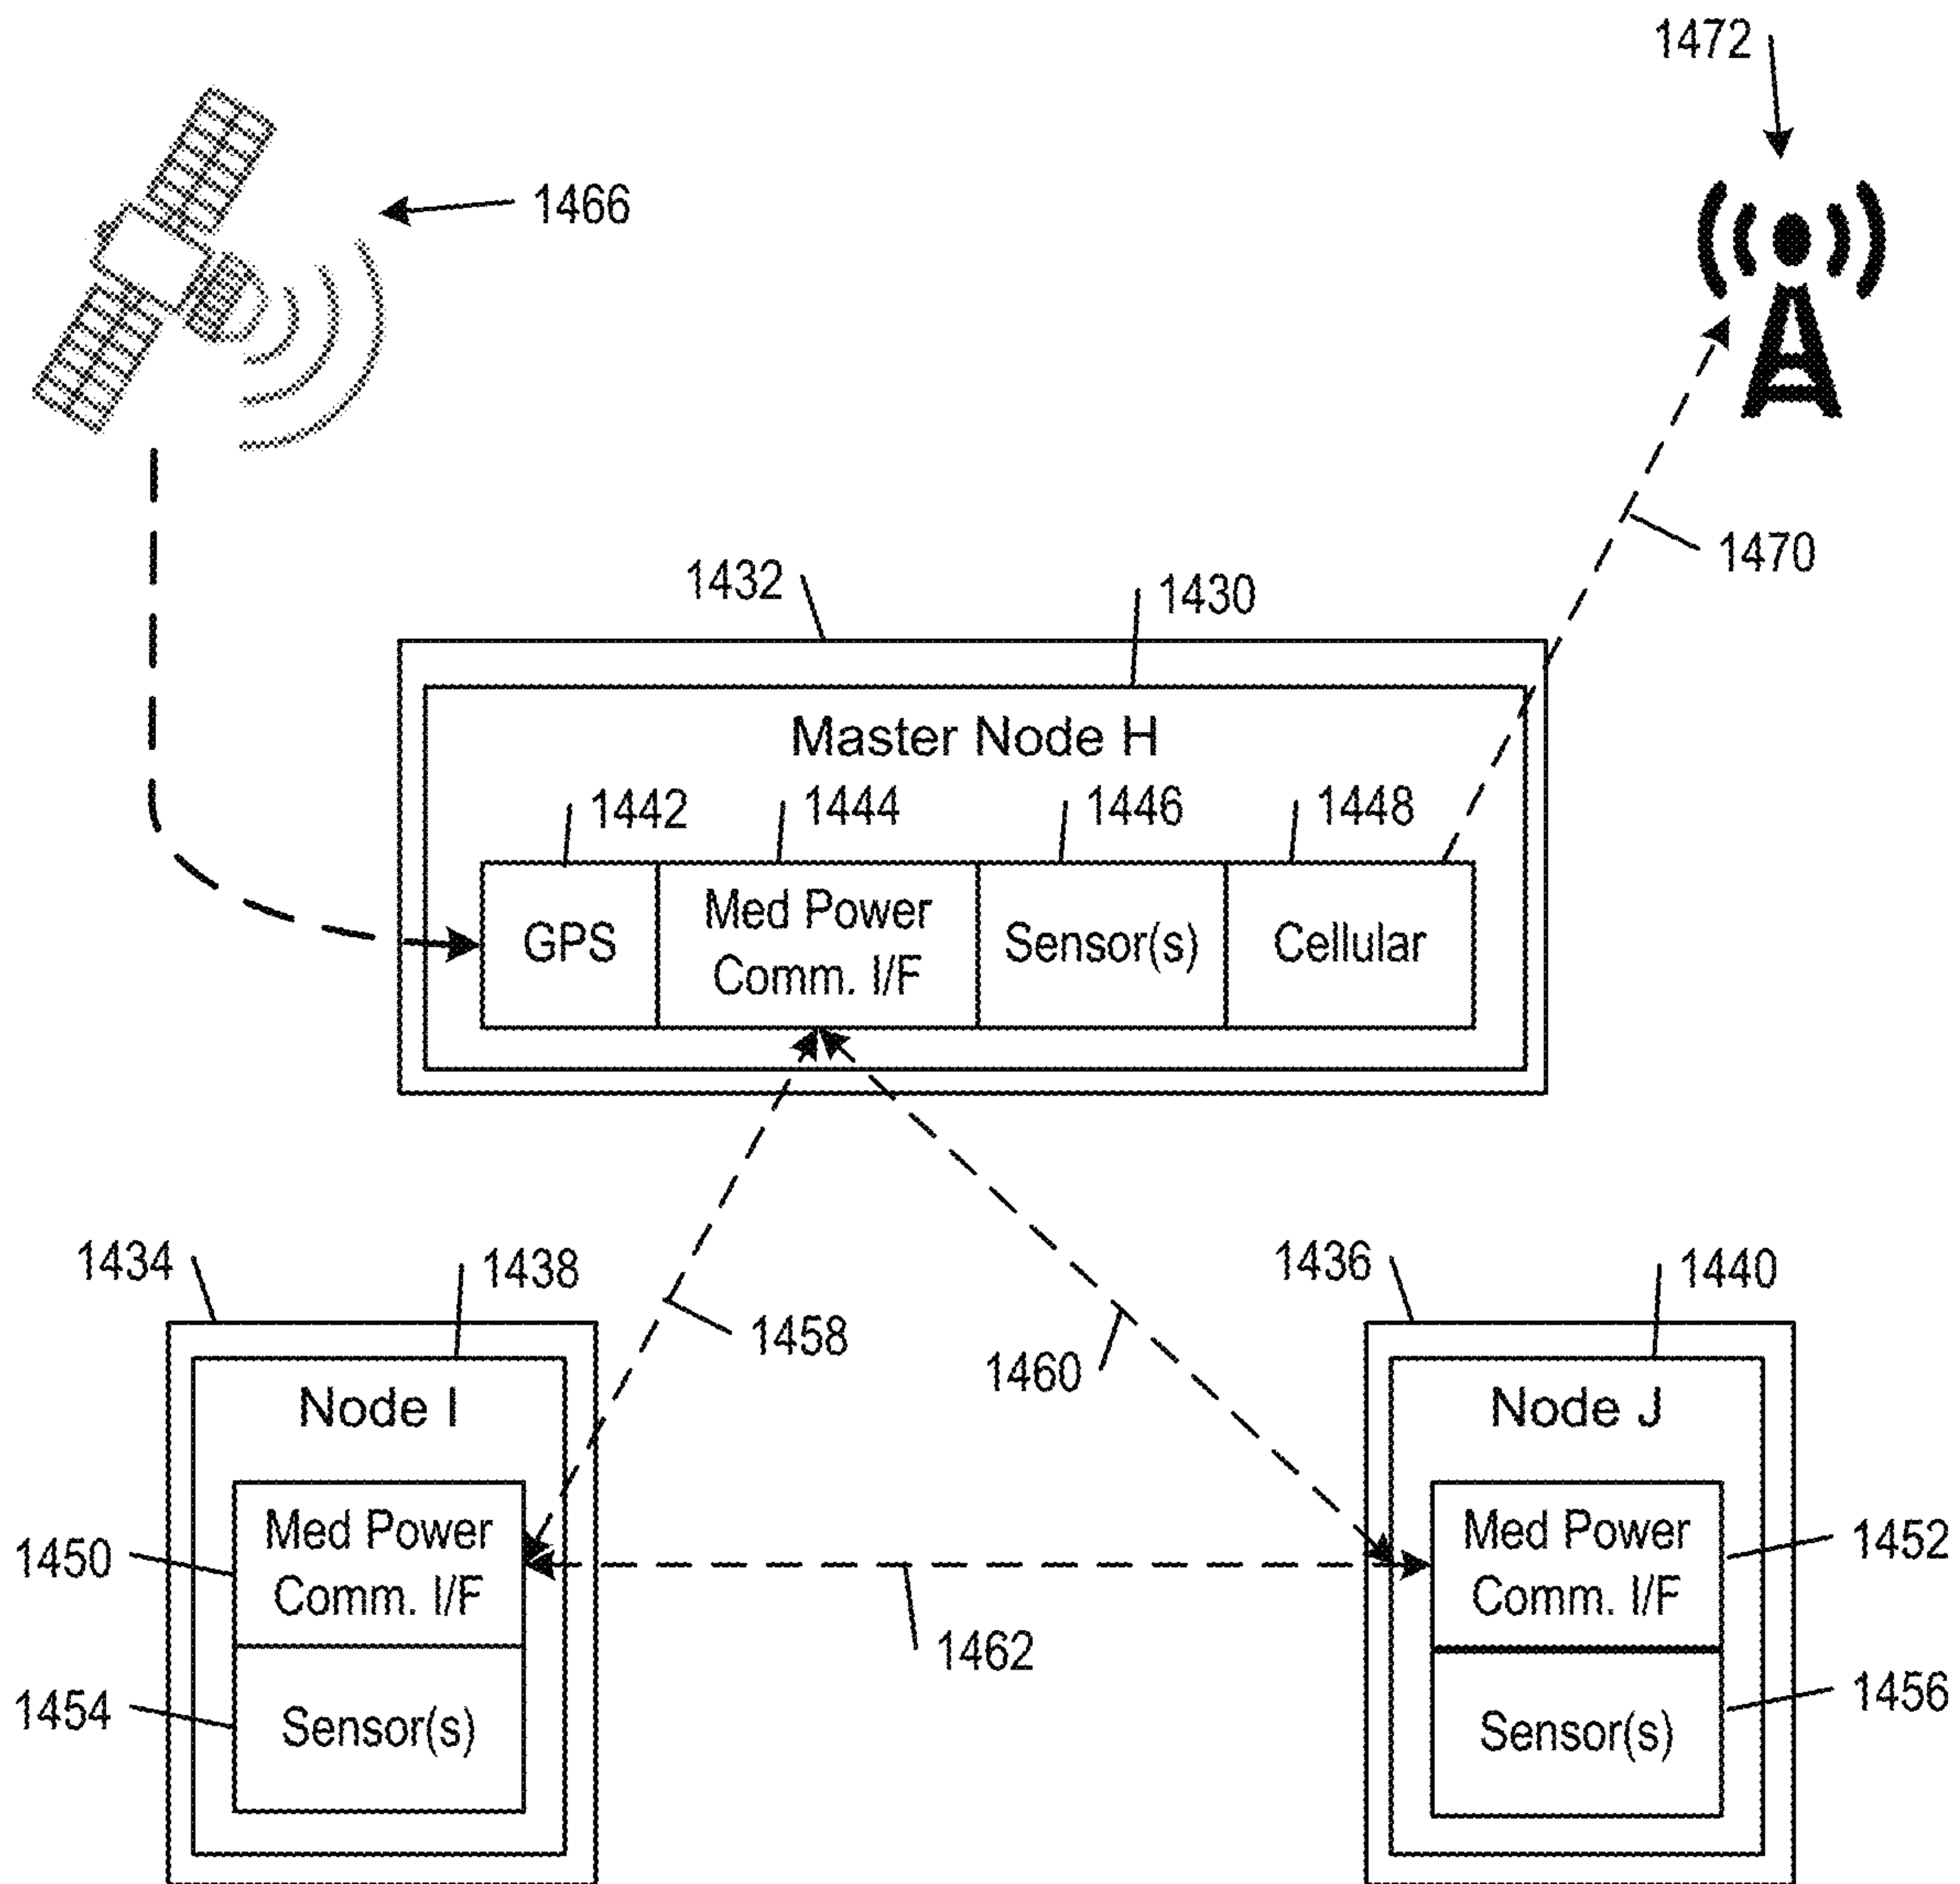 1472
1466
1470
1432
1430
Master Node H
1442
1444
1446
1448
GPS
Med Power
Comm. I/F
Sensor(s)
Cellular
1434
1438
1458
1460
1436
1440
Node I
Node J
1450
Med Power
Comm. I/F
Med Power
Comm. I/F
1452
1462
1454
Sensor(s)
Sensor(s)
1456